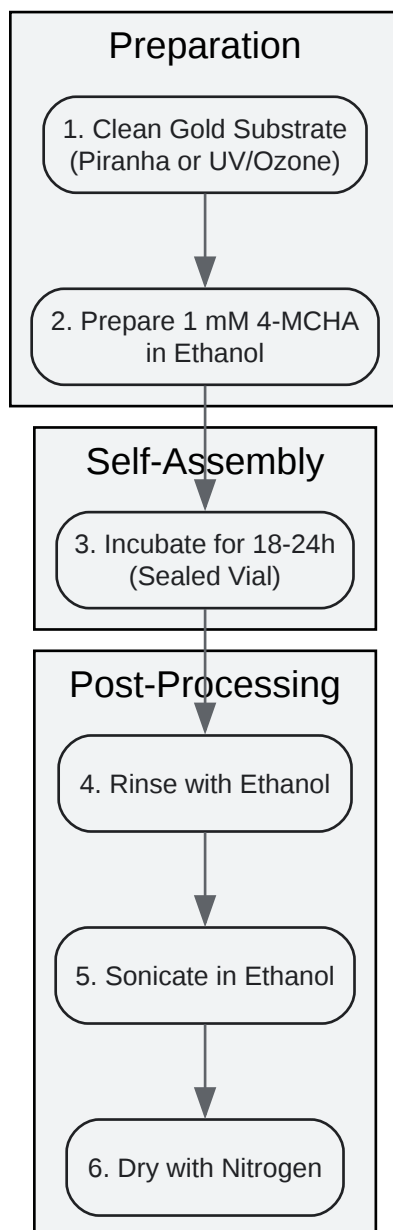 Preparation
1. Clean Gold Substrate
(Piranha or UV/Ozone)
2. Prepare 1 mM 4-MCHA
in Ethanol
Self-Assembly
3. Incubate for 18-24h
(Sealed Vial)
Post-Processing
4. Rinse with Ethanol
5. Sonicate in Ethanol
6. Dry with Nitrogen